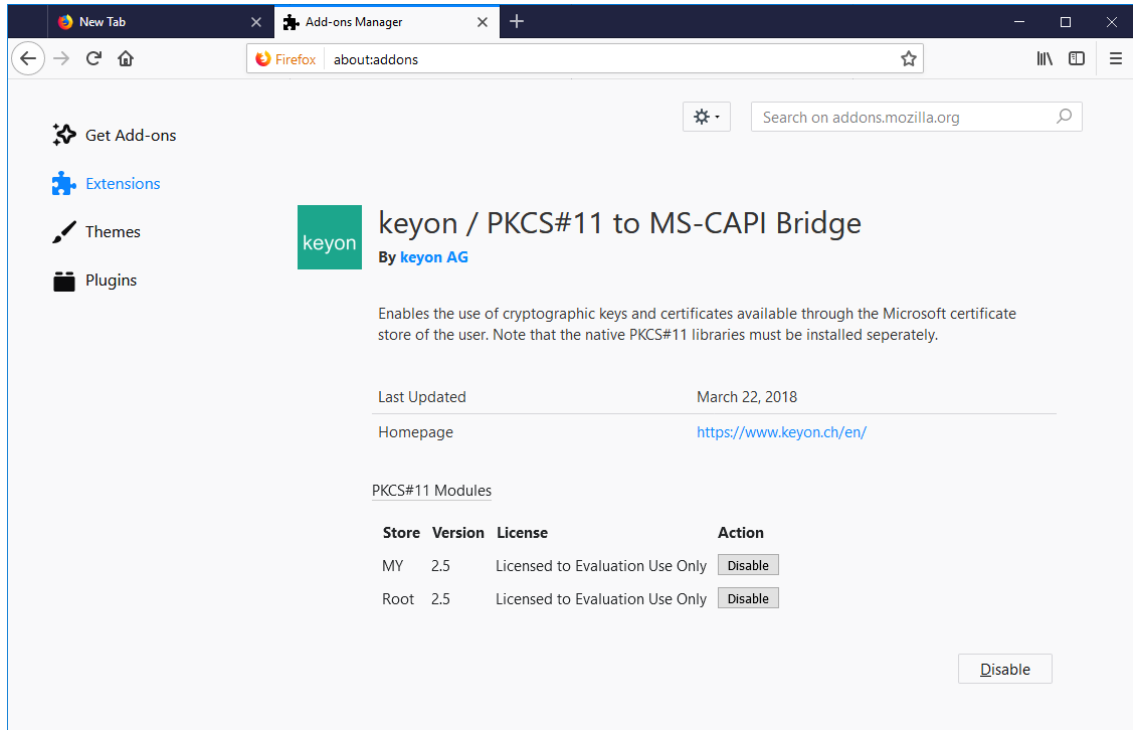 New Tab
Add-ons Manager
Firefox about:addons
Search on addons.mozilla.org
Get Add-ons
Extensions
Themes
Plugins
keyon
keyon / PKCS#11 to MS-CAPI Bridge
By keyon AG
Enables the use of cryptographic keys and certificates available through the Microsoft certificate
store of the user. Note that the native PKCS#11 libraries must be installed seperately.
Last Updated March 22, 2018
Homepage https://www.keyon.ch/en/
PKCS#11 Modules
Store Version License Action
MY 2.5 Licensed to Evaluation Use Only Disable
Root 2.5 Licensed to Evaluation Use Only Disable
Disable